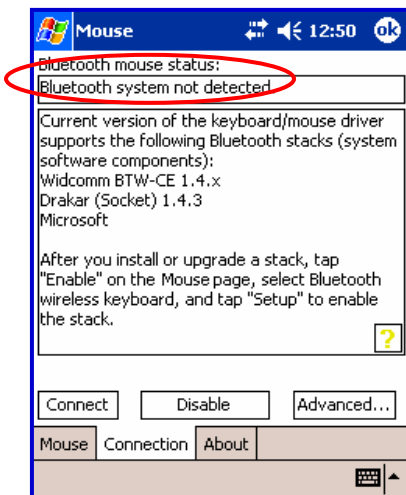 Mouse 12:50 ok
Bluetooth mouse status:
Bluetooth system not detected
Current version of the keyboard/mouse driver
supports the following Bluetooth stacks (system
software components):
Widcomm BTW-CE 1.4.x
Drakar (Socket) 1.4.3
Microsoft
After you install or upgrade a stack, tap
"Enable" on the Mouse page, select Bluetooth
wireless keyboard, and tap "Setup" to enable
the stack.
?
Connect Disable Advanced...
Mouse Connection About